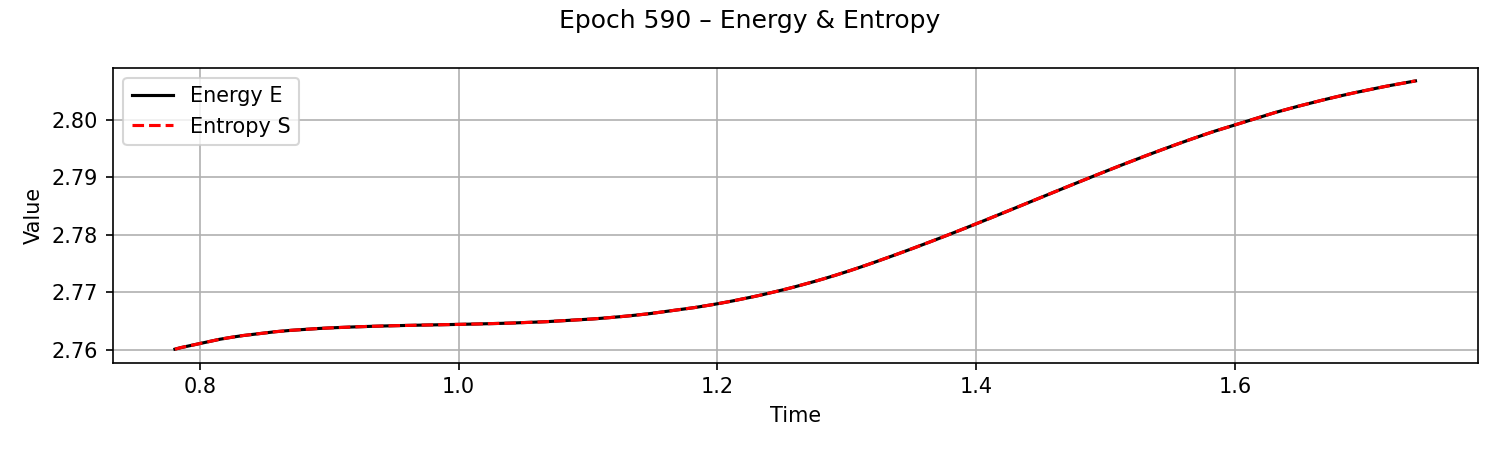 Epoch 590 – Energy & Entropy
Energy E
Entropy S
2.80
2.79
2.78
2.77
2.76
Value
0.8 1.0 1.2 1.4 1.6
Time